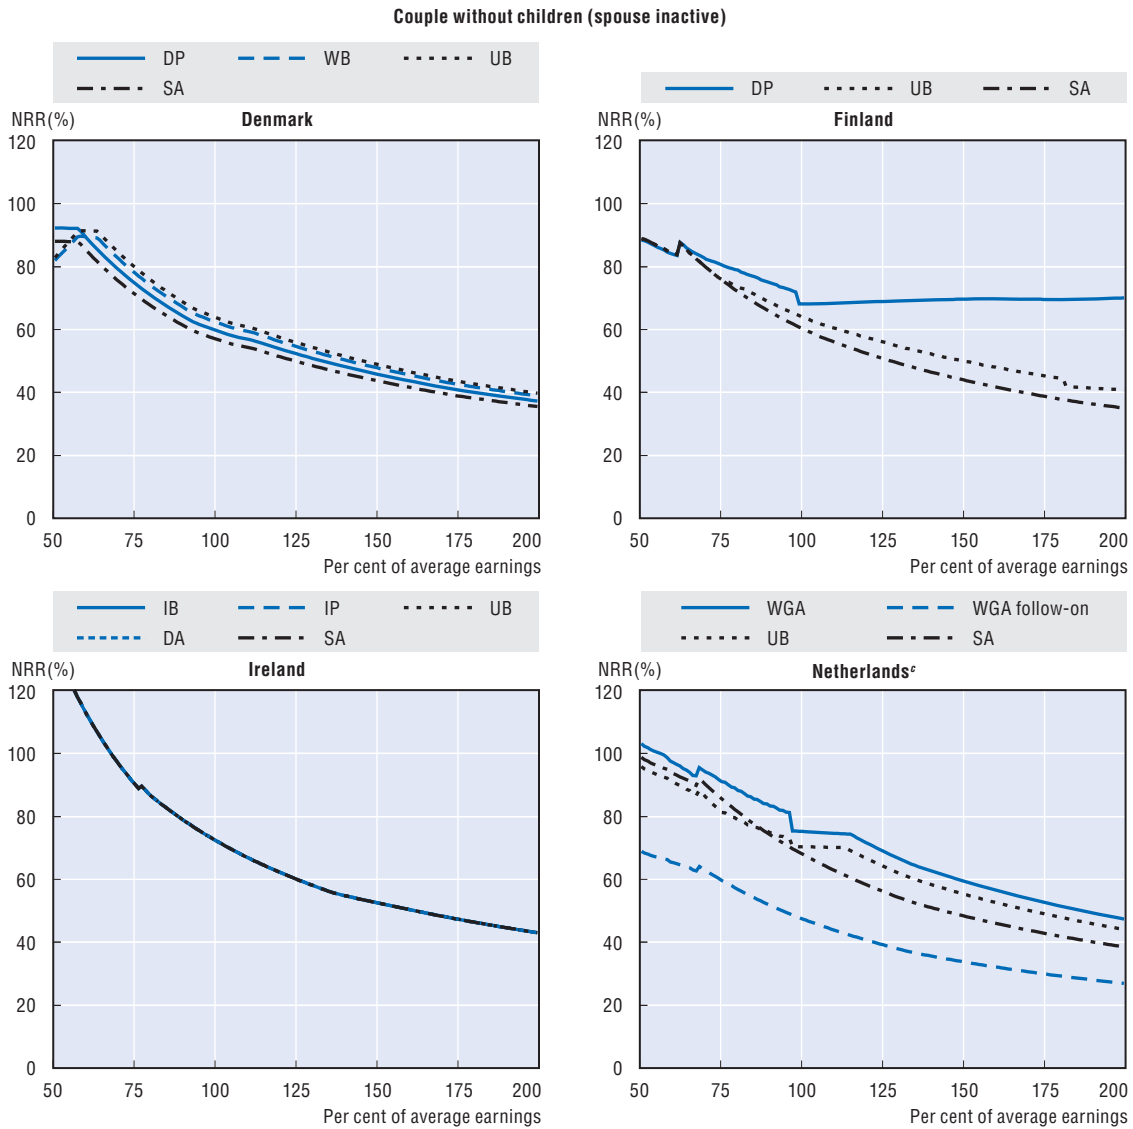 Couple without children (spouse inactive)
DP WB UB
SA
NRR(%)
Denmark
120
100
80
60
40
20
0
50 75 100 125 150 175 200
Per cent of average earnings
DP UB SA
NRR(%)
Finland
120
100
80
60
40
20
0
50 75 100 125 150 175 200
Per cent of average earnings
IB IP UB
DA SA
NRR(%)
Ireland
120
100
80
60
40
20
0
50 75 100 125 150 175 200
Per cent of average earnings
WGA WGA follow-on
UB SA
NRR(%)
Netherlandsᶜ
120
100
80
60
40
20
0
50 75 100 125 150 175 200
Per cent of average earnings